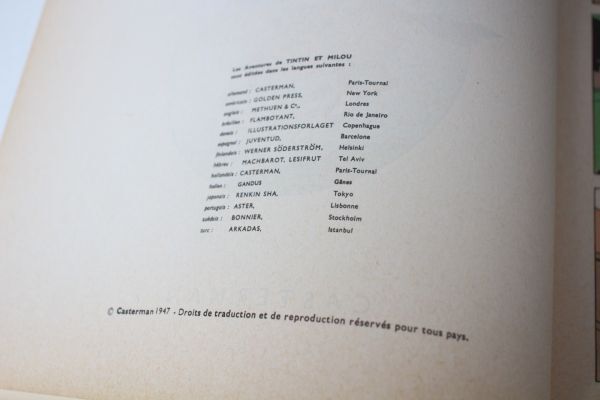 Les Aventures de TINTIN ET MILOU
sont éditées dans les langues suivantes :
allemand : CASTERMAN, Paris-Tournai
américain : GOLDEN PRESS, New York
anglais : METHUEN & Co., Londres
brésilien : FLAMBOYANT, Rio de Janeiro
danois : ILLUSTRATIONSFORLAGET Copenhague
espagnol : JUVENTUD, Barcelone
finlandais : WERNER SÖDERSTRÖM, Helsinki
hébreu : MACHBAROT, LESIFRUT Tel Aviv
hollandais : CASTERMAN, Paris-Tournai
italien : GANDUS Gênes
japonais : RENKIN SHA, Tokyo
portugais : ASTER, Lisbonne
suédois : BONNIER, Stockholm
turc : ARKADAS, Istanbul
© Casterman 1947 - Droits de traduction et de reproduction réservés pour tous pays.